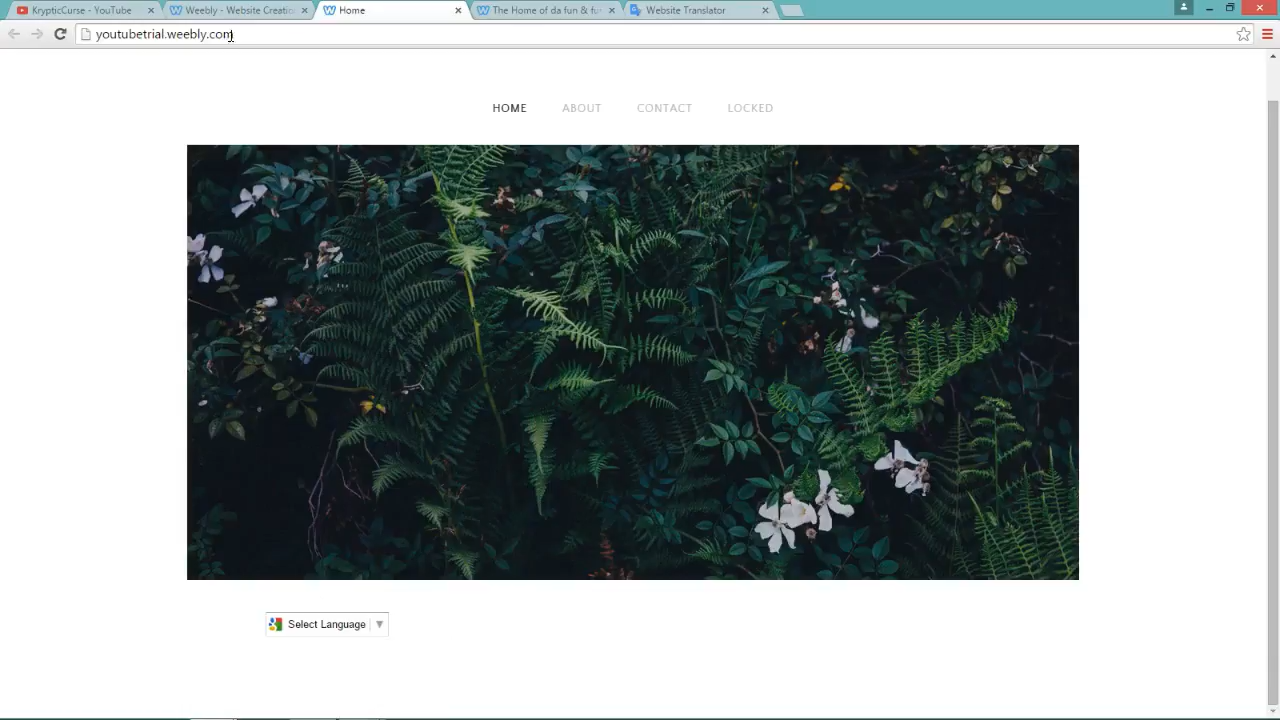 KrypticCurse - YouTube
Weebly - Website Creatio
Home
The Home of da fun & fu
Website Translator
youtubetrial.weebly.com
HOME ABOUT CONTACT LOCKED
Select Language